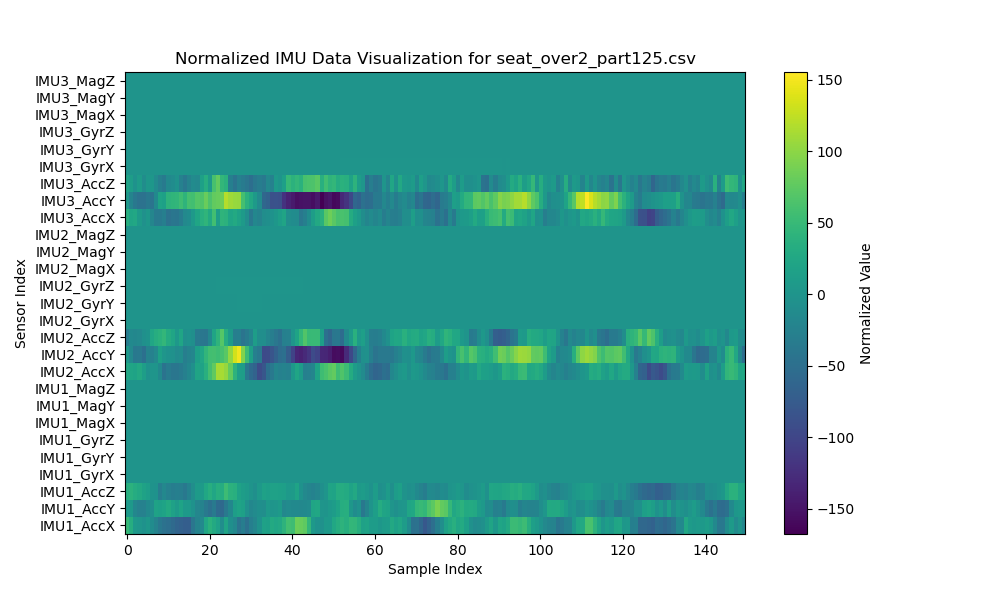 Normalized IMU Data Visualization for seat_over2_part125.csv
Sensor Index
IMU3_MagZ
IMU3_MagY
IMU3_MagX
IMU3_GyrZ
IMU3_GyrY
IMU3_GyrX
IMU3_AccZ
IMU3_AccY
IMU3_AccX
IMU2_MagZ
IMU2_MagY
IMU2_MagX
IMU2_GyrZ
IMU2_GyrY
IMU2_GyrX
IMU2_AccZ
IMU2_AccY
IMU2_AccX
IMU1_MagZ
IMU1_MagY
IMU1_MagX
IMU1_GyrZ
IMU1_GyrY
IMU1_GyrX
IMU1_AccZ
IMU1_AccY
IMU1_AccX
0 20 40 60 80 100 120 140
Sample Index
150
100
50
0
−50
−100
−150
Normalized Value